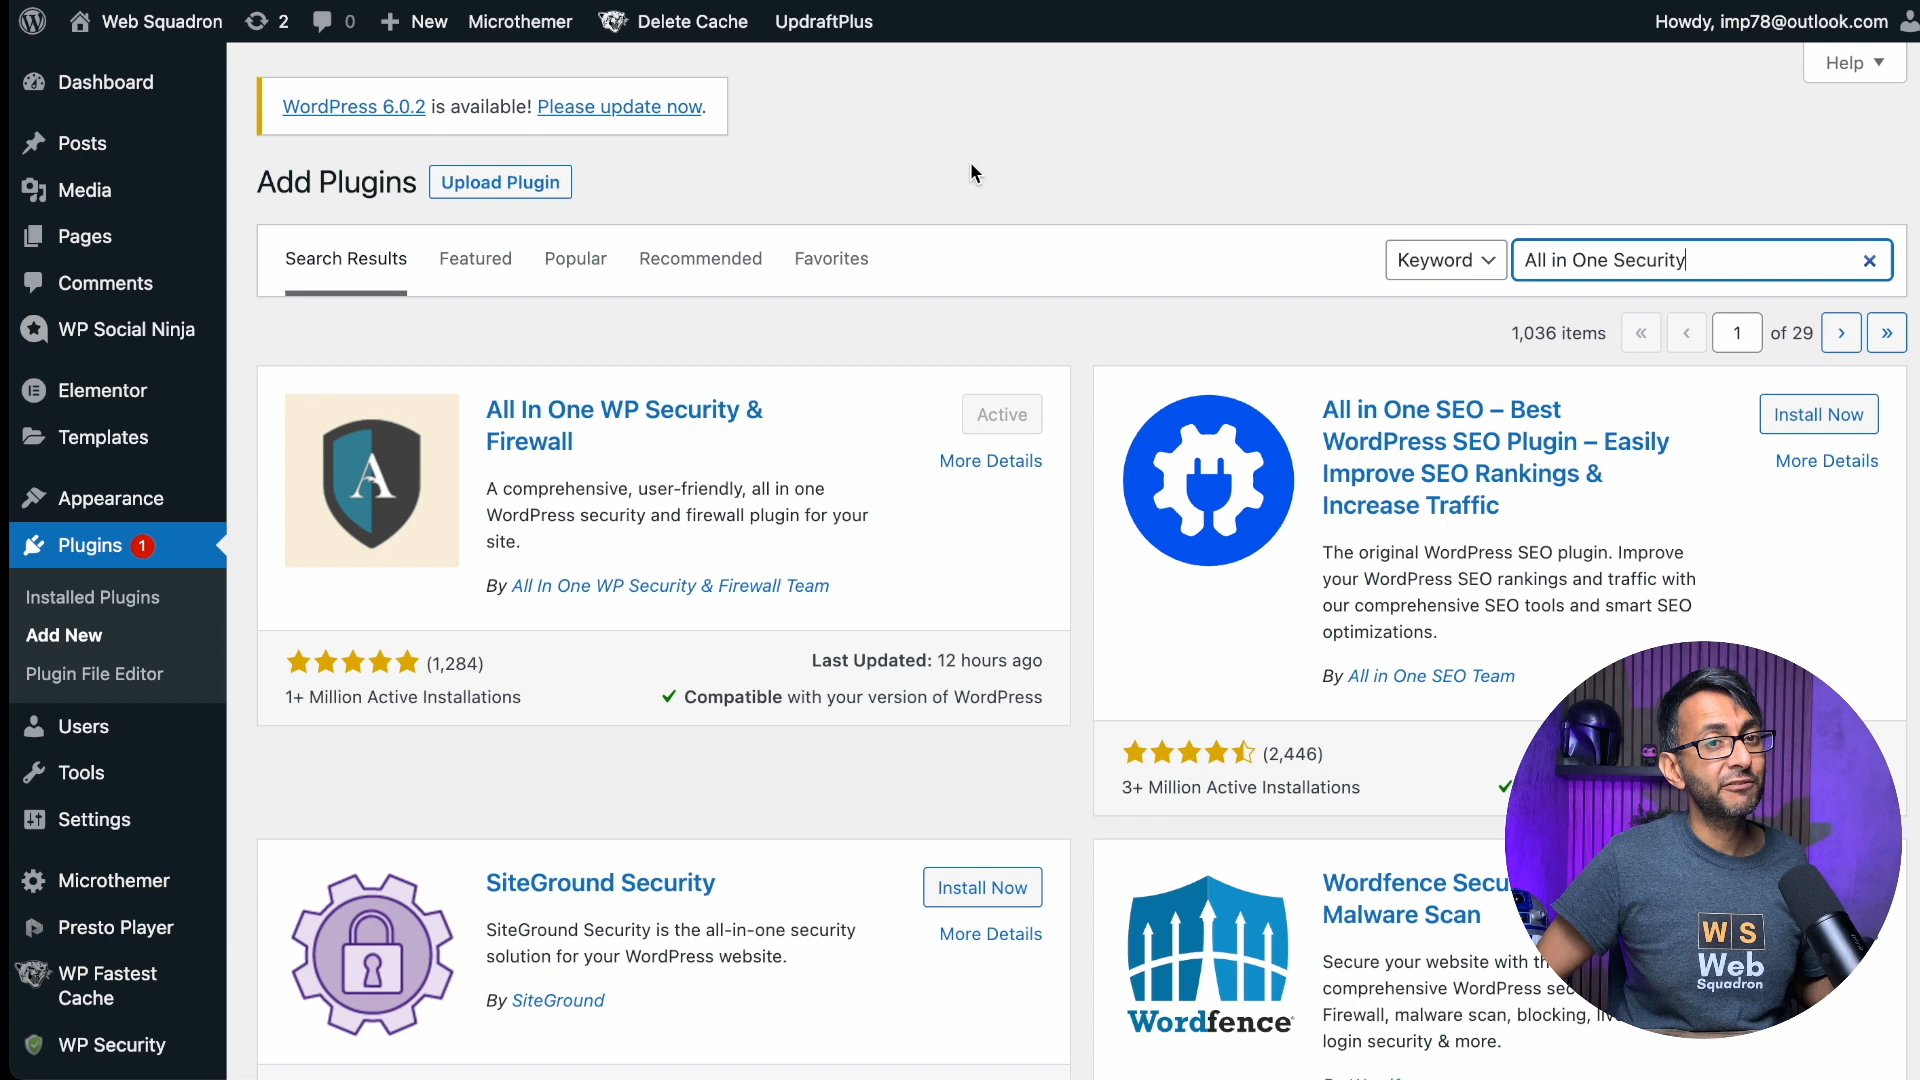 Web Squadron 2 0 New Microthemer Delete Cache UpdraftPlus Howdy, imp78@outlook.com
Help
Dashboard
Posts
Media
Pages
Comments
WP Social Ninja
Elementor
Templates
Appearance
Plugins 1
Installed Plugins
Add New
Plugin File Editor
Users
Tools
Settings
Microthemer
Presto Player
WP Fastest
Cache
WP Security
WordPress 6.0.2 is available! Please update now.
Add Plugins Upload Plugin
Search Results Featured Popular Recommended Favorites Keyword All in One Security
1,036 items « ‹ 1 of 29 › »
All In One WP Security &
Firewall
Active
More Details
A comprehensive, user-friendly, all in one
WordPress security and firewall plugin for your
site.
By All In One WP Security & Firewall Team
(1,284)
Last Updated: 12 hours ago
1+ Million Active Installations
Compatible with your version of WordPress
All in One SEO – Best
WordPress SEO Plugin – Easily
Improve SEO Rankings &
Increase Traffic
Install Now
More Details
The original WordPress SEO plugin. Improve
your WordPress SEO rankings and traffic with
our comprehensive SEO tools and smart SEO
optimizations.
By All in One SEO Team
(2,446)
3+ Million Active Installations
SiteGround Security
Install Now
More Details
SiteGround Security is the all-in-one security
solution for your WordPress website.
By SiteGround
Wordfence
Wordfence Secu
Malware Scan
Secure your website with th
comprehensive WordPress sec
Firewall, malware scan, blocking, liv
login security & more.
W S
Web
Squadron